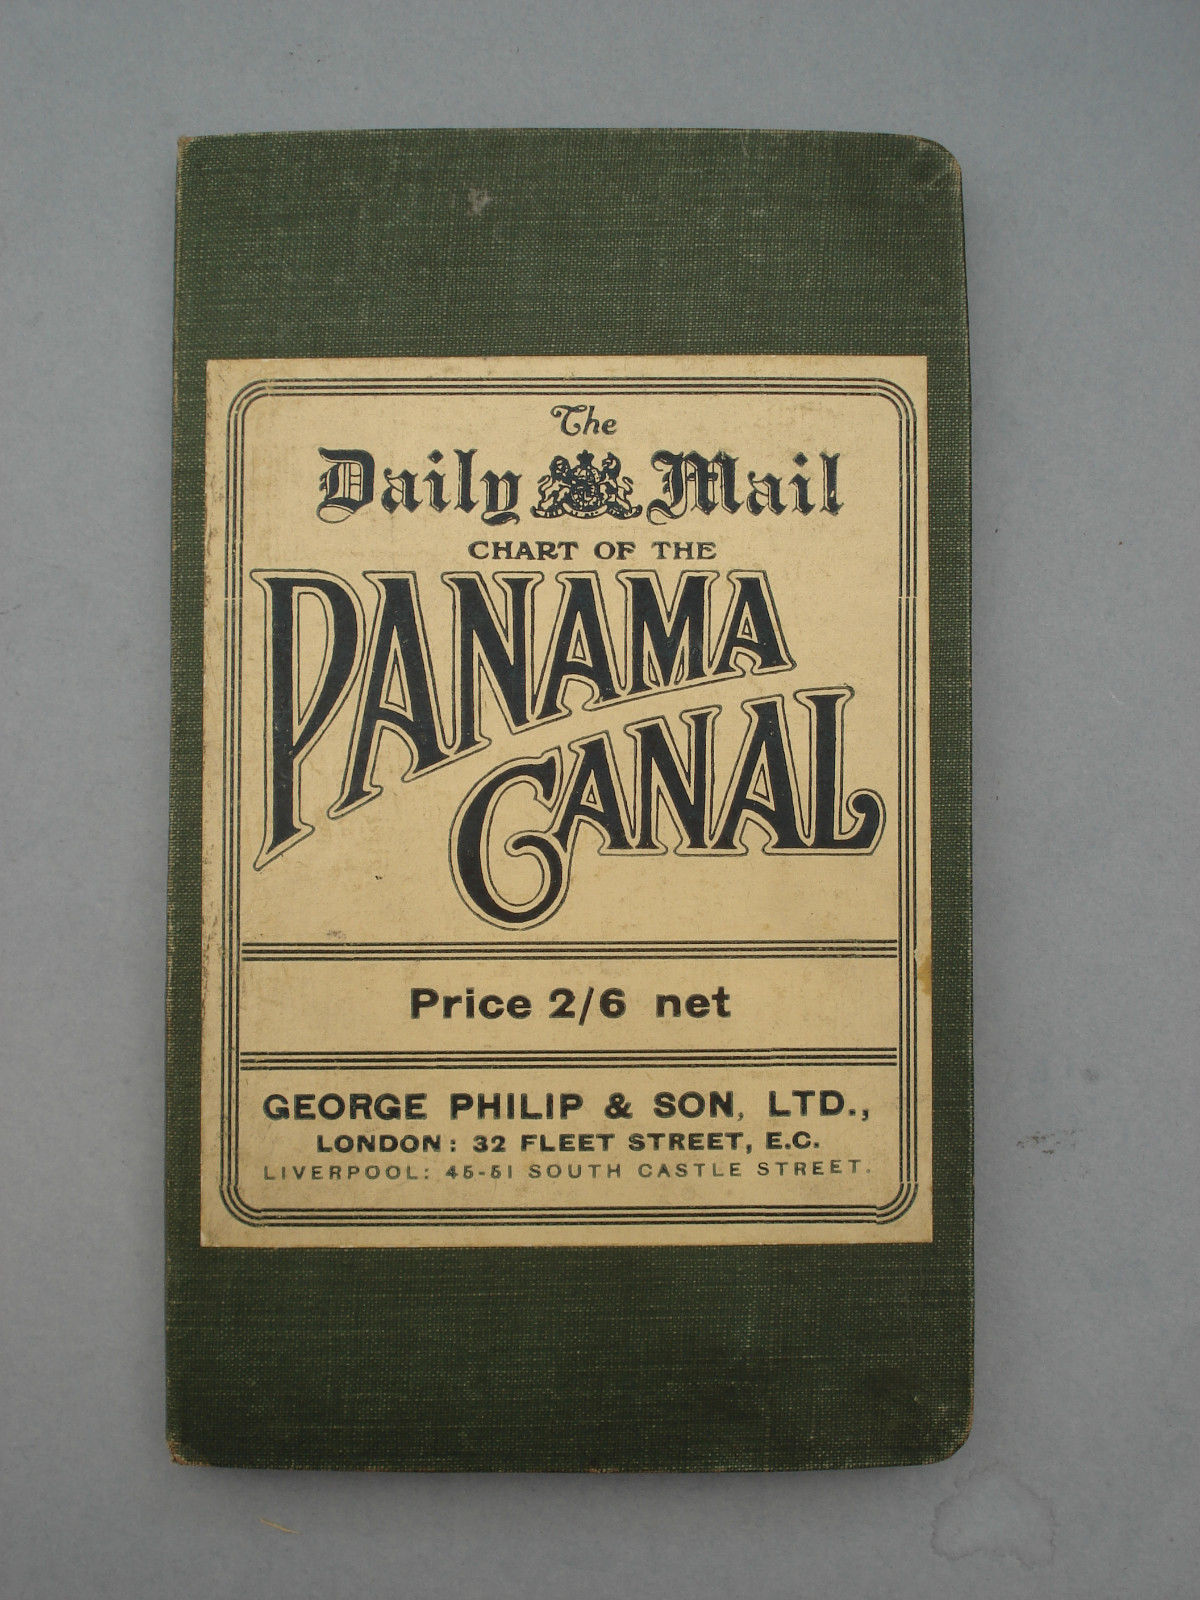 The
Daily Mail
CHART OF THE
PANAMA
CANAL
Price 2/6 net
GEORGE PHILIP & SON, LTD.,
LONDON: 32 FLEET STREET, E.C.
LIVERPOOL: 45-51 SOUTH CASTLE STREET.